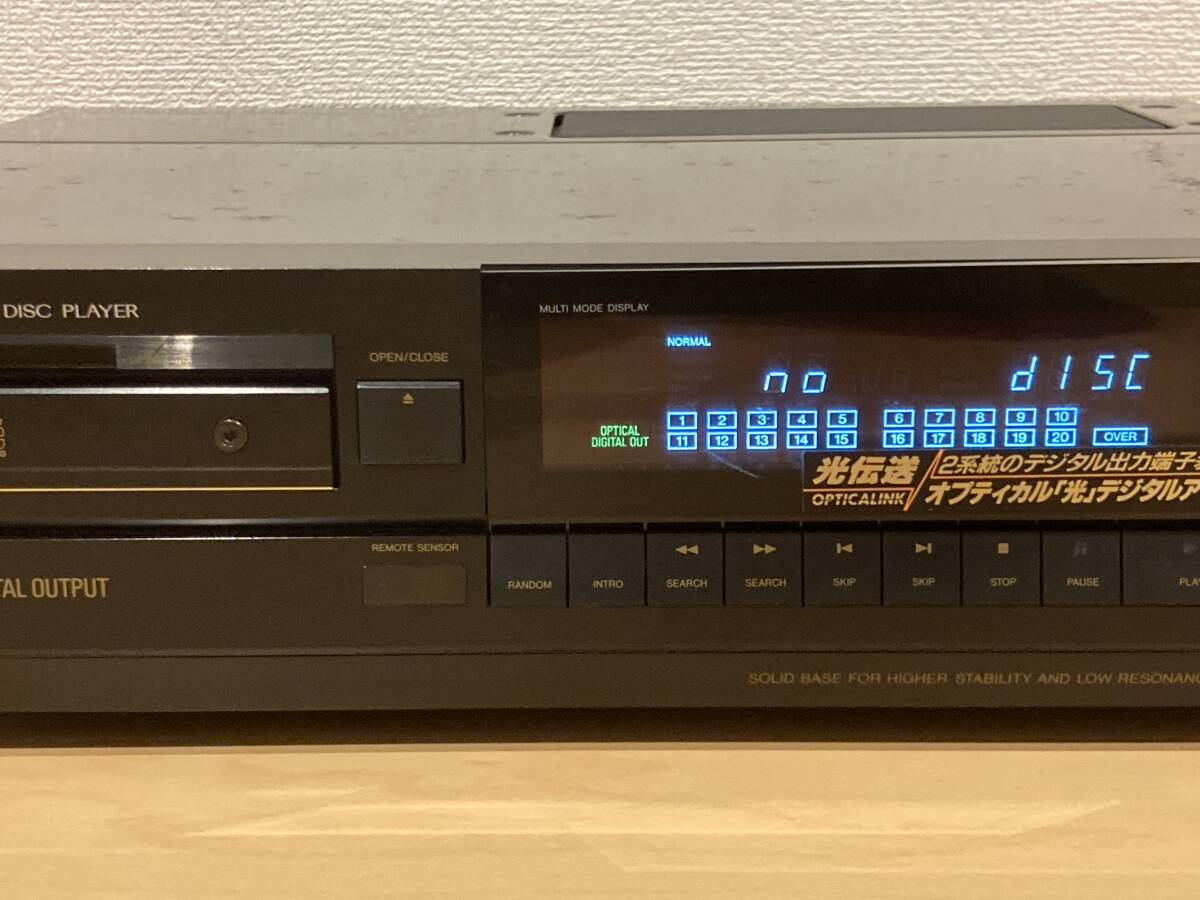 DISC PLAYER
OPEN/CLOSE
MULTI MODE DISPLAY
NORMAL
no dISC
OPTICAL
DIGITAL OUT
1 2 3 4 5 6 7 8 9 10
11 12 13 14 15 16 17 18 19 20 OVER
光伝送
OPTICALINK
2系統のデジタル出力端子
オプティカル「光」デジタルア
REMOTE SENSOR
TAL OUTPUT
RANDOM
INTRO
SEARCH
SEARCH
SKIP
SKIP
STOP
PAUSE
PLA
SOLID BASE FOR HIGHER STABILITY AND LOW RESONANC